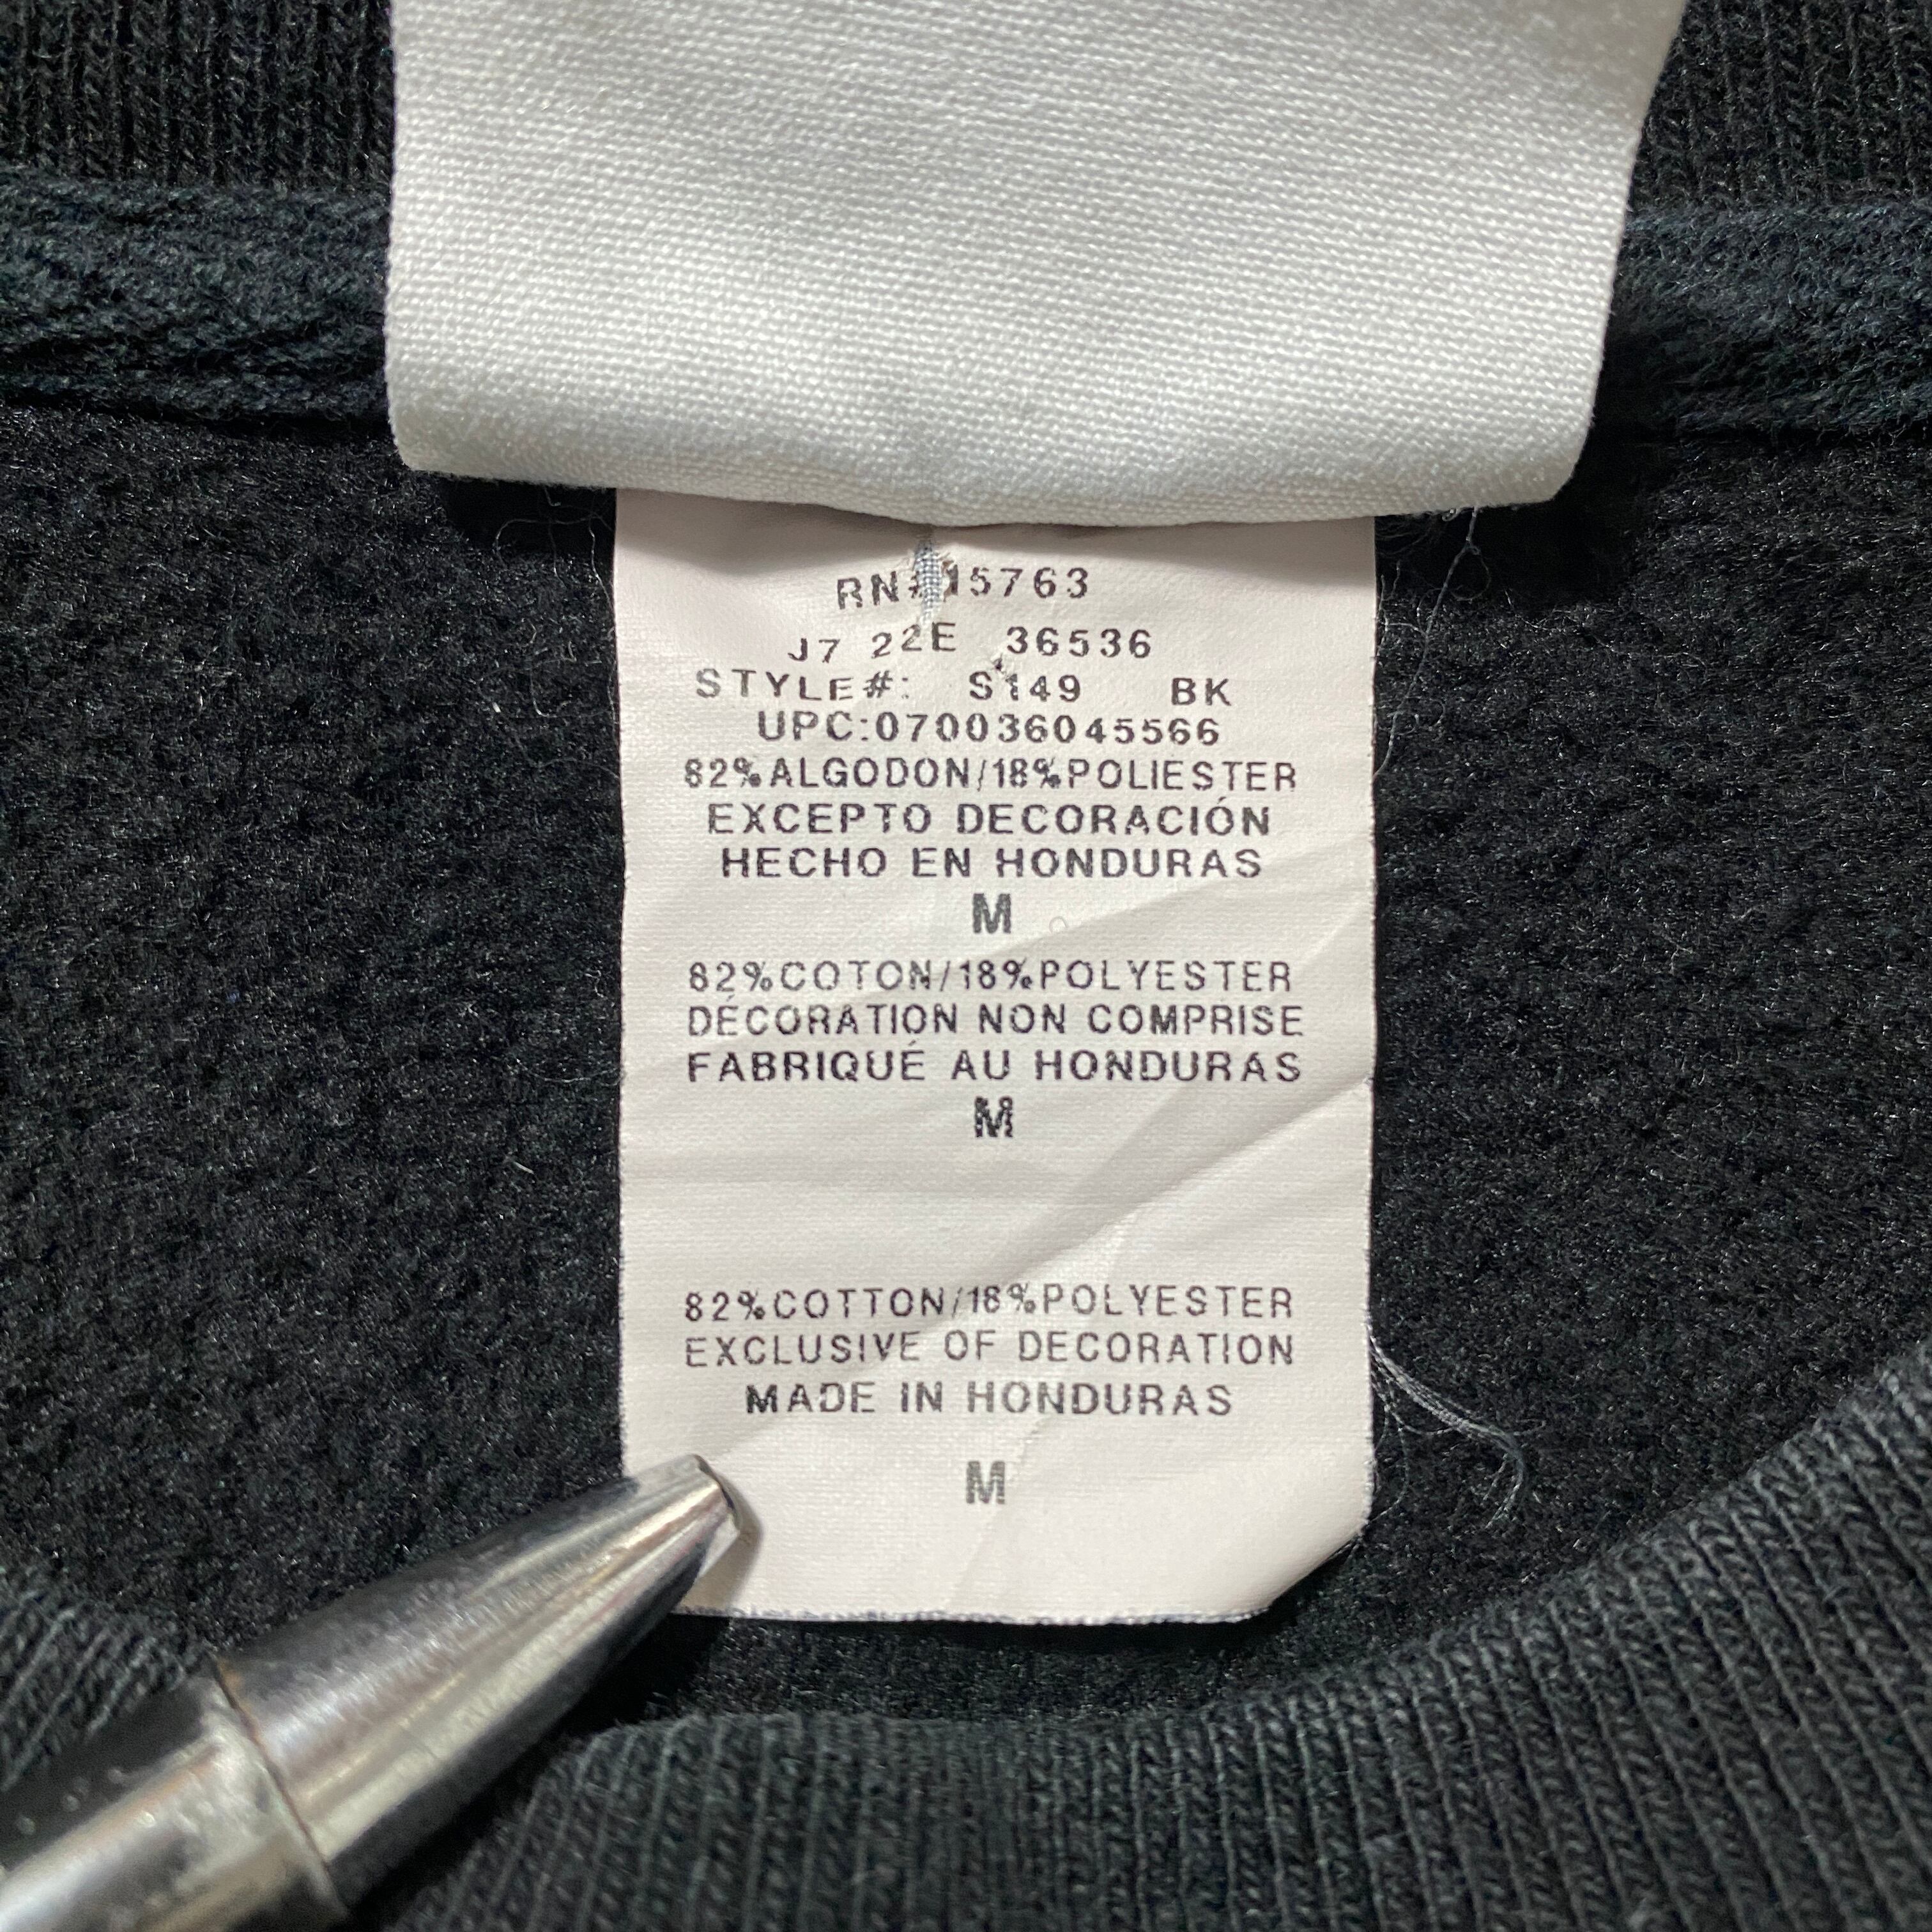 RN#15763
J7 22E 36536
STYLE#: S149 BK
UPC:070036045566
82%ALGODON/18%POLIESTER
EXCEPTO DECORACIÓN
HECHO EN HONDURAS
M
82%COTON/18%POLYESTER
DÉCORATION NON COMPRISE
FABRIQUÉ AU HONDURAS
M
82%COTTON/18%POLYESTER
EXCLUSIVE OF DECORATION
MADE IN HONDURAS
M